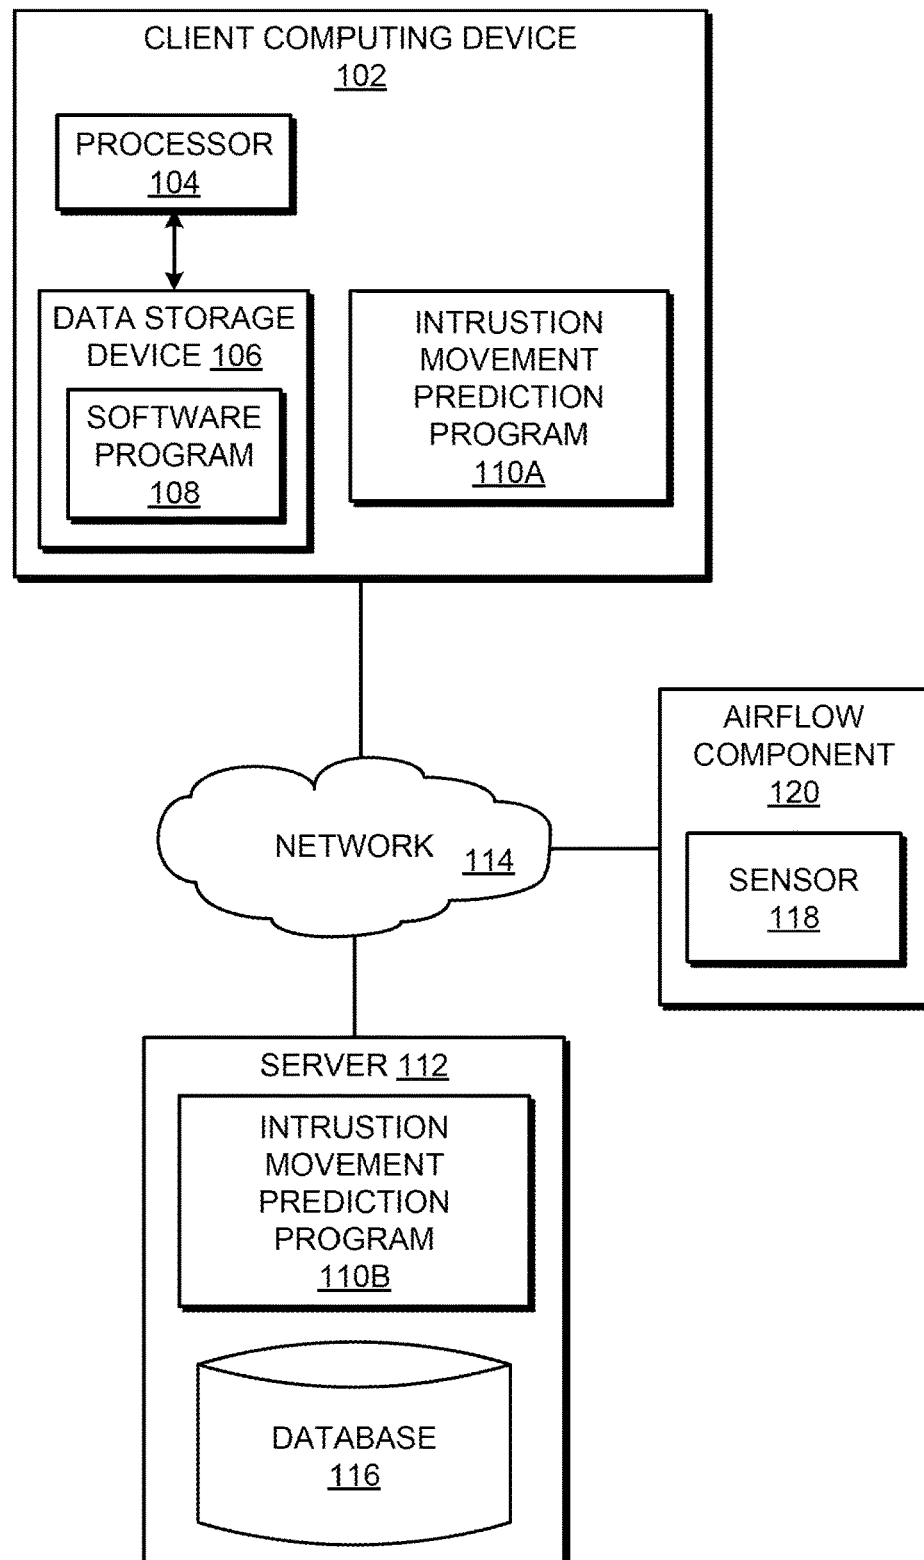 CLIENT COMPUTING DEVICE
102
PROCESSOR
104
DATA STORAGE
DEVICE 106
SOFTWARE
PROGRAM
108
INTRUSTION
MOVEMENT
PREDICTION
PROGRAM
110A
AIRFLOW
COMPONENT
120
SENSOR
118
NETWORK 114
SERVER 112
INTRUSTION
MOVEMENT
PREDICTION
PROGRAM
110B
DATABASE
116